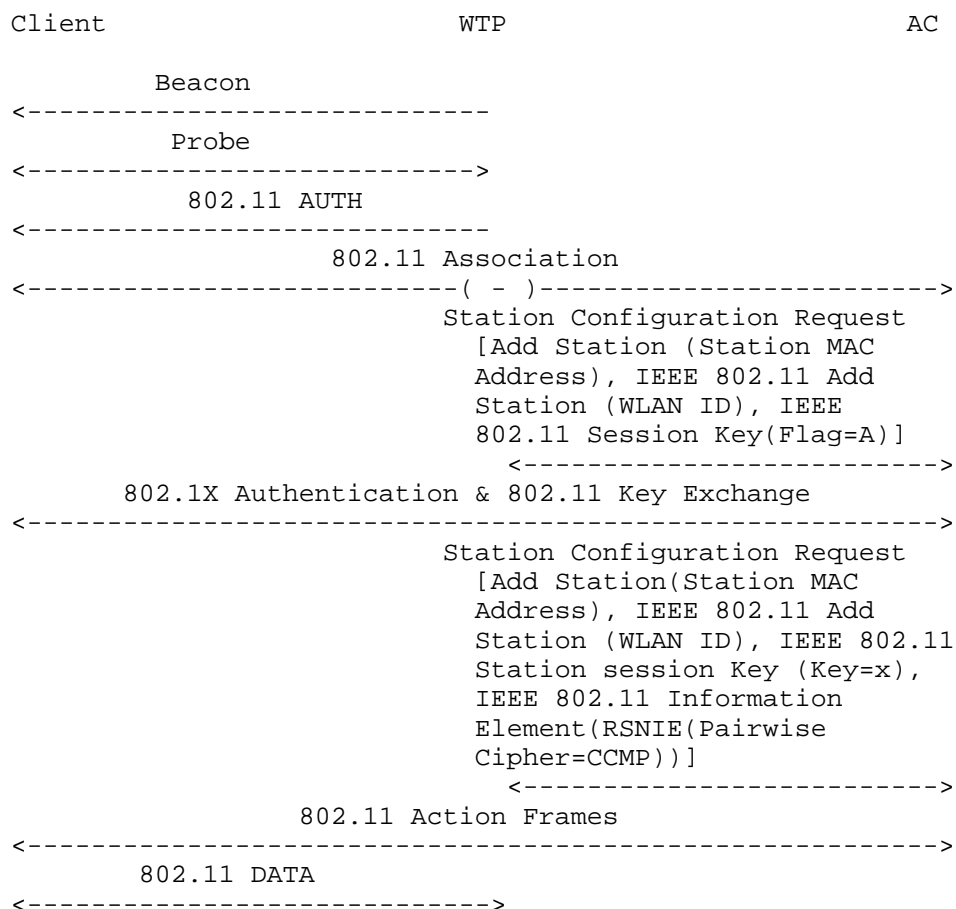 Client WTP AC
Beacon
<-----------------------------
Probe
<---------------------------->
802.11 AUTH
<-----------------------------
802.11 Association
<---------------------------( - )------------------------->
Station Configuration Request
[Add Station (Station MAC
Address), IEEE 802.11 Add
Station (WLAN ID), IEEE
802.11 Session Key(Flag=A)]
<-------------------------->
802.1X Authentication & 802.11 Key Exchange
<--------------------------------------------------------->
Station Configuration Request
[Add Station(Station MAC
Address), IEEE 802.11 Add
Station (WLAN ID), IEEE 802.11
Station session Key (Key=x),
IEEE 802.11 Information
Element(RSNIE(Pairwise
Cipher=CCMP))]
<-------------------------->
802.11 Action Frames
<--------------------------------------------------------->
802.11 DATA
<----------------------------->